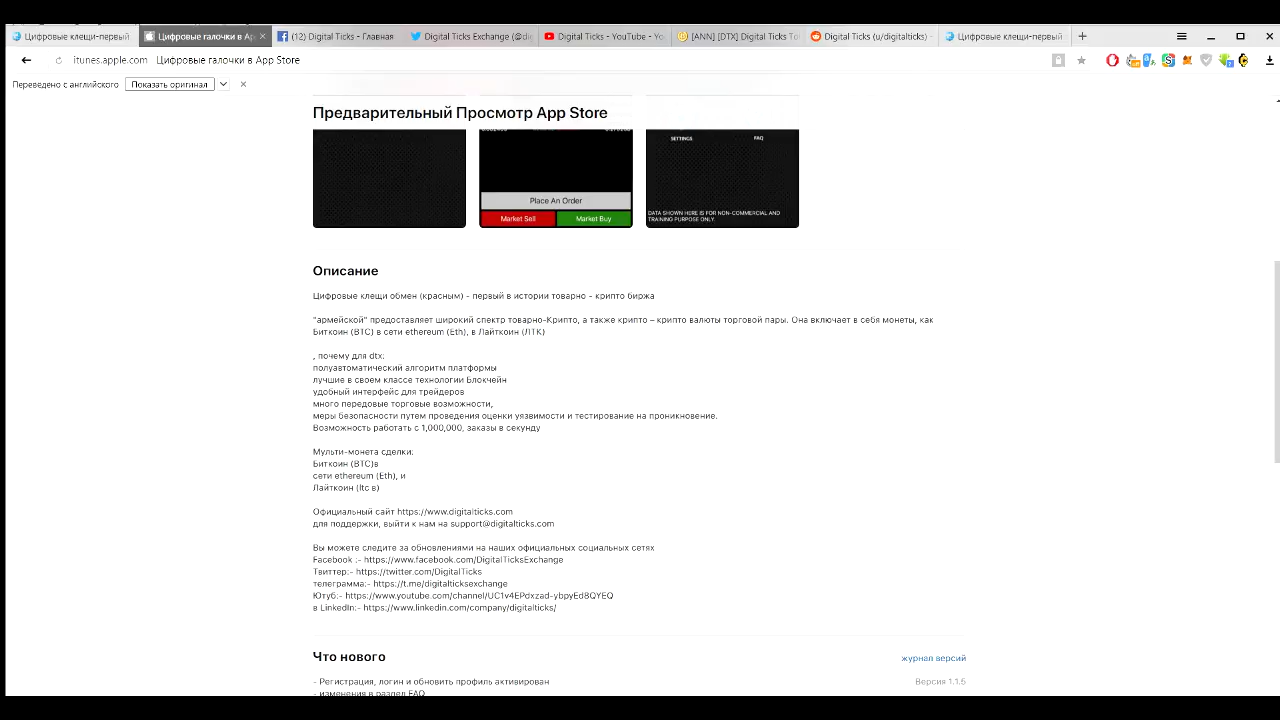 Цифровые клещи-первый
Цифровые галочки в Ap
(12) Digital Ticks - Главная
Digital Ticks Exchange (@dig
Digital Ticks - YouTube - Yo
[ANN] [DTX] Digital Ticks Tok
Reddit Digital Ticks (u/digitalticks) -
Цифровые клещи-первый
itunes.apple.com Цифровые галочки в App Store
Переведено с английского Показать оригинал
Предварительный Просмотр App Store
SETTINGS FAQ
Place An Order
Market Sell Market Buy
DATA SHOWN HERE IS FOR NON-COMMERCIAL AND
TRAINING PURPOSE ONLY.
Описание
Цифровые клещи обмен (красным) - первый в истории товарно - крипто биржа
"армейской" предоставляет широкий спектр товарно-Крипто, а также крипто – крипто валюты торговой пары. Она включает в себя монеты, как
Биткоин (BTC) в сети ethereum (Eth), в Лайткоин (ЛТК)
, почему для dtx:
полуавтоматический алгоритм платформы
лучшие в своем классе технологии Блокчейн
удобный интерфейс для трейдеров
много передовые торговые возможности,
меры безопасности путем проведения оценки уязвимости и тестирование на проникновение.
Возможность работать с 1,000,000, заказы в секунду
Мульти-монета сделки:
Биткоин (BTC)в
сети ethereum (Eth), и
Лайткоин (ltc в)
Официальный сайт https://www.digitalticks.com
для поддержки, выйти к нам на support@digitalticks.com
Вы можете следите за обновлениями на наших официальных социальных сетях
Facebook :- https://www.facebook.com/DigitalTicksExchange
Твиттер:- https://twitter.com/DigitalTicks
телеграмма:- https://t.me/digitalticksexchange
Ютуб:- https://www.youtube.com/channel/UC1v4EPdxzad-ybpyEd8QYEQ
в LinkedIn:- https://www.linkedin.com/company/digitalticks/
Что нового журнал версий
- Регистрация, логин и обновить профиль активирован Версия 1.1.5
- изменения в раздел FAQ